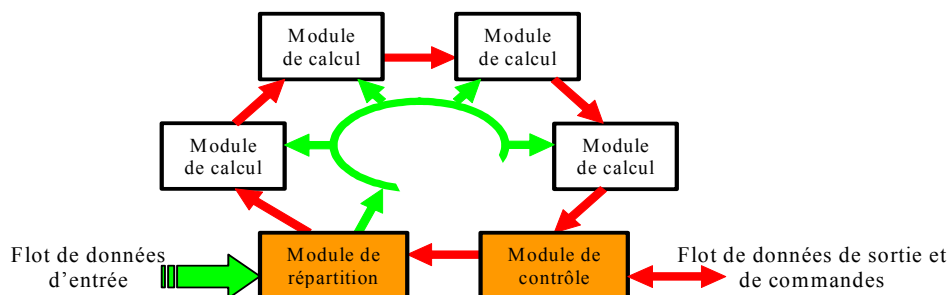 Module
de calcul
Module
de calcul
Module
de calcul
Module
de calcul
Flot de données
d'entrée
Module de
répartition
Module de
contrôle
Flot de données de sortie et
de commandes